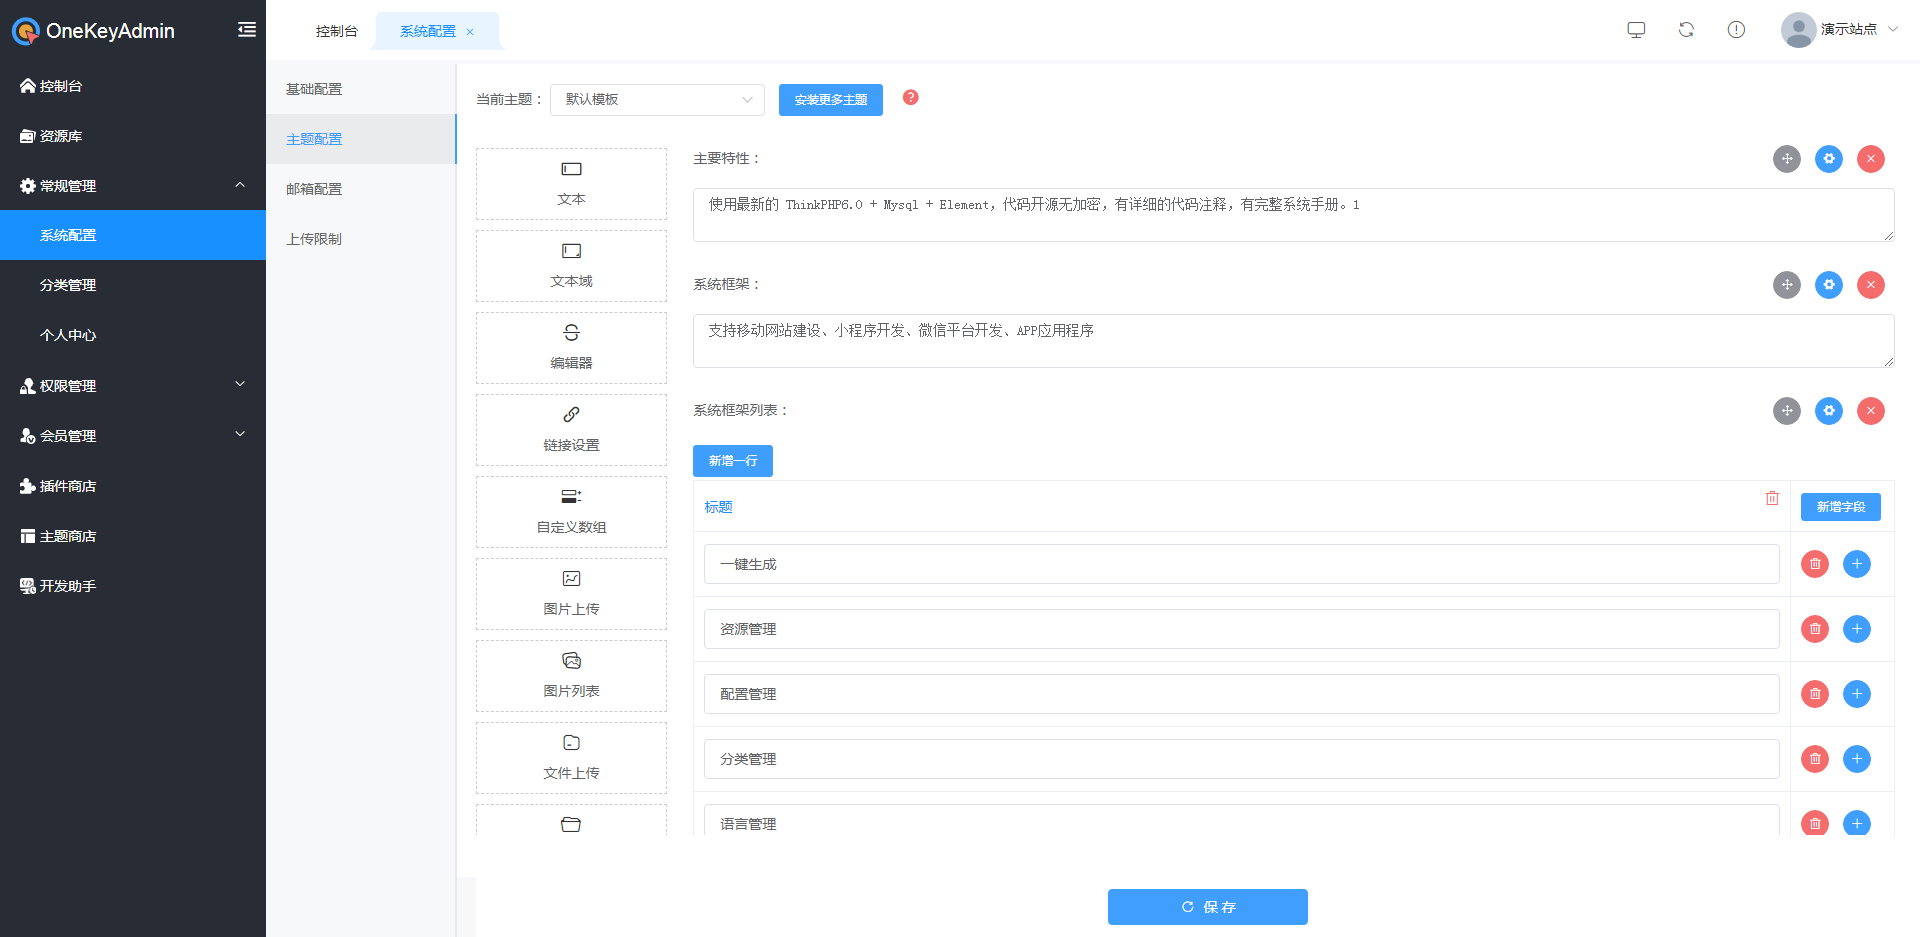 OneKeyAdmin
控制台
资源库
常规管理
系统配置
分类管理
个人中心
权限管理
会员管理
插件商店
主题商店
开发助手
控制台
系统配置
演示站点
基础配置
主题配置
邮箱配置
上传限制
当前主题：
默认模板
安装更多主题
文本
文本域
编辑器
链接设置
自定义数组
图片上传
图片列表
文件上传
主要特性：
使用最新的 ThinkPHP6.0 + Mysql + Element，代码开源无加密，有详细的代码注释，有完整系统手册。1
系统框架：
支持移动网站建设、小程序开发、微信平台开发、APP应用程序
系统框架列表：
新增一行
标题
新增字段
一键生成
资源管理
配置管理
分类管理
语言管理
保存